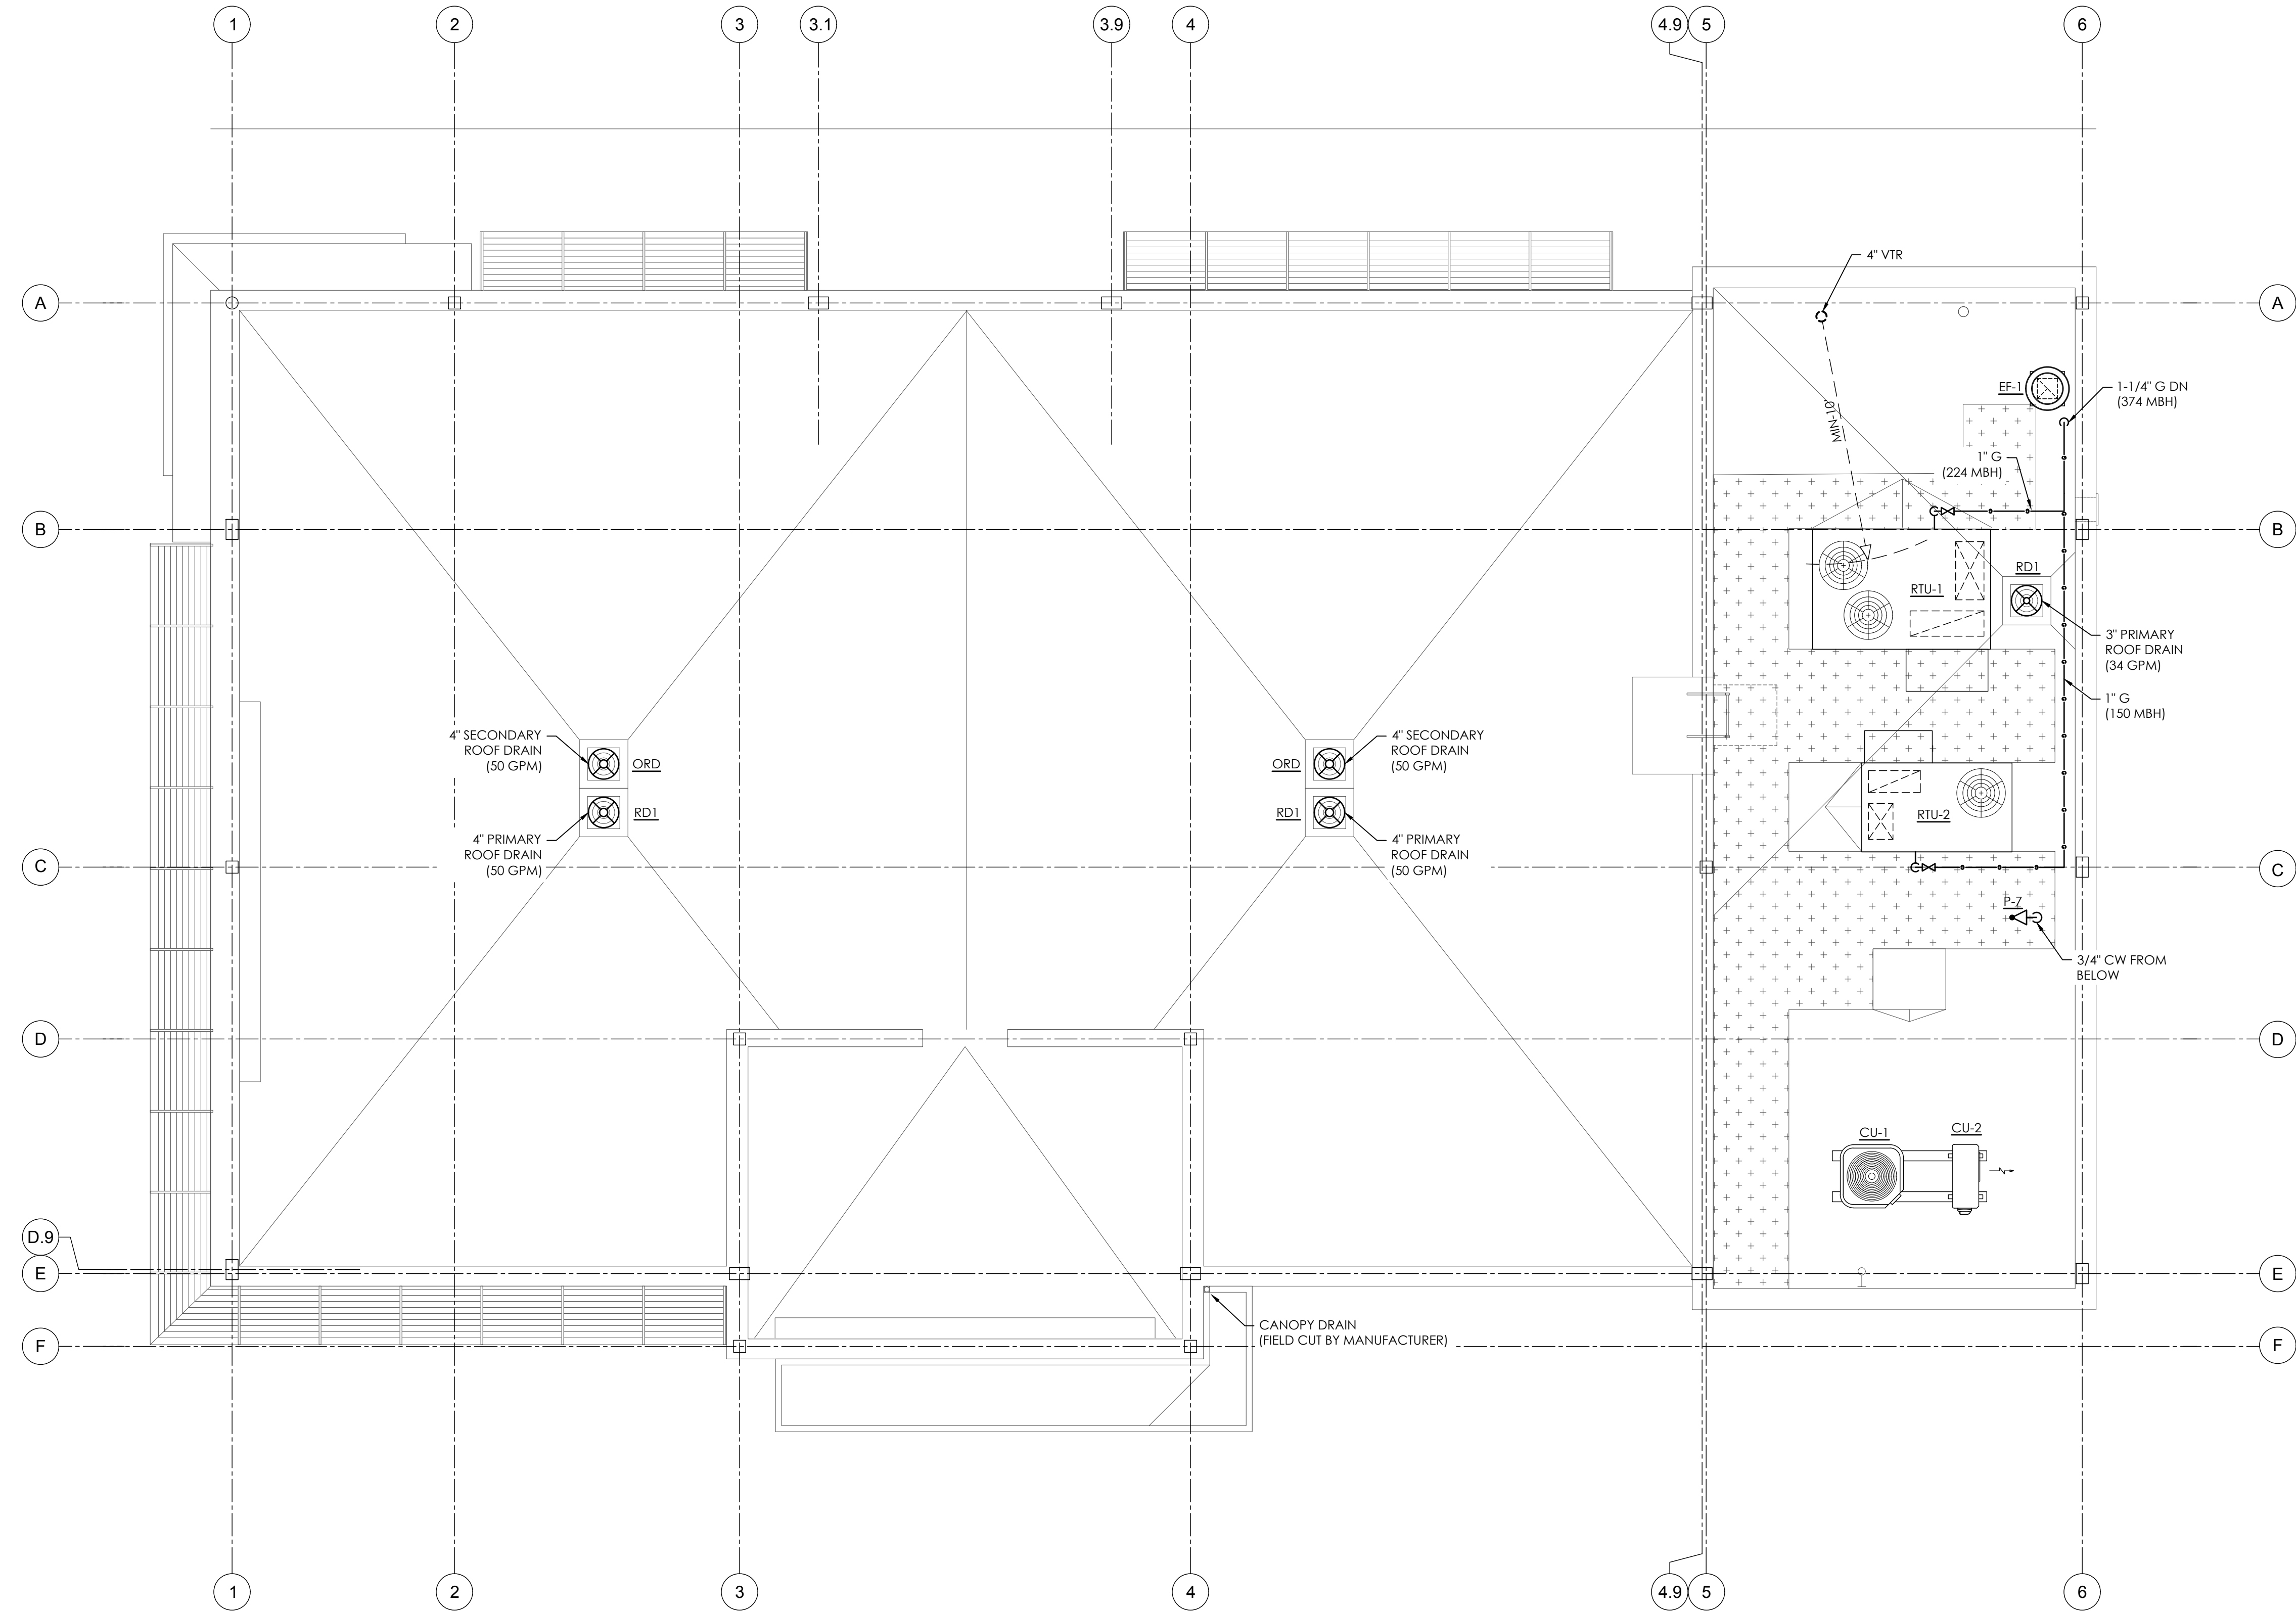 1
2
3
3.1
3.9
4
4.9
5
6
4" VTR
A
A
EF-1
1-1/4" G DN
(374 MBH)
MIN-10'
1" G
(224 MBH)
B
B
RD1
RTU-1
3" PRIMARY
ROOF DRAIN
(34 GPM)
1" G
(150 MBH)
4" SECONDARY
ROOF DRAIN
(50 GPM)
ORD
ORD
4" SECONDARY
ROOF DRAIN
(50 GPM)
RD1
RD1
RTU-2
4" PRIMARY
ROOF DRAIN
(50 GPM)
4" PRIMARY
ROOF DRAIN
(50 GPM)
C
C
P-7
3/4" CW FROM
BELOW
D
D
CU-1
CU-2
D.9
E
E
CANOPY DRAIN
(FIELD CUT BY MANUFACTURER)
F
F
1
2
3
4
4.9
5
6